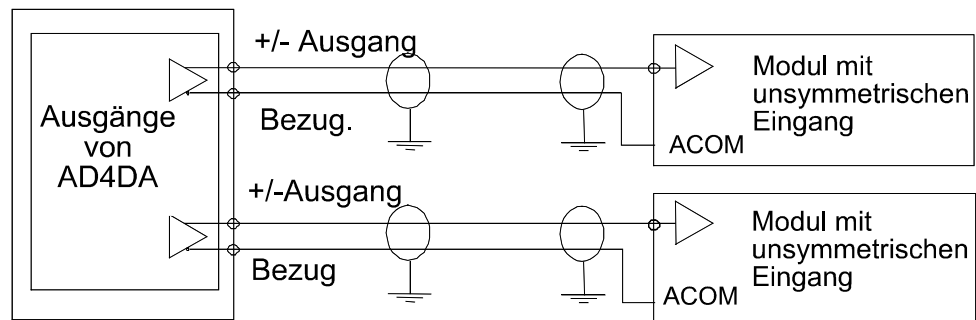 Ausgänge
von
AD4DA
+/- Ausgang
Bezug.
Modul mit
unsymmetrischen
Eingang
ACOM
+/-Ausgang
Bezug
Modul mit
unsymmetrischen
Eingang
ACOM